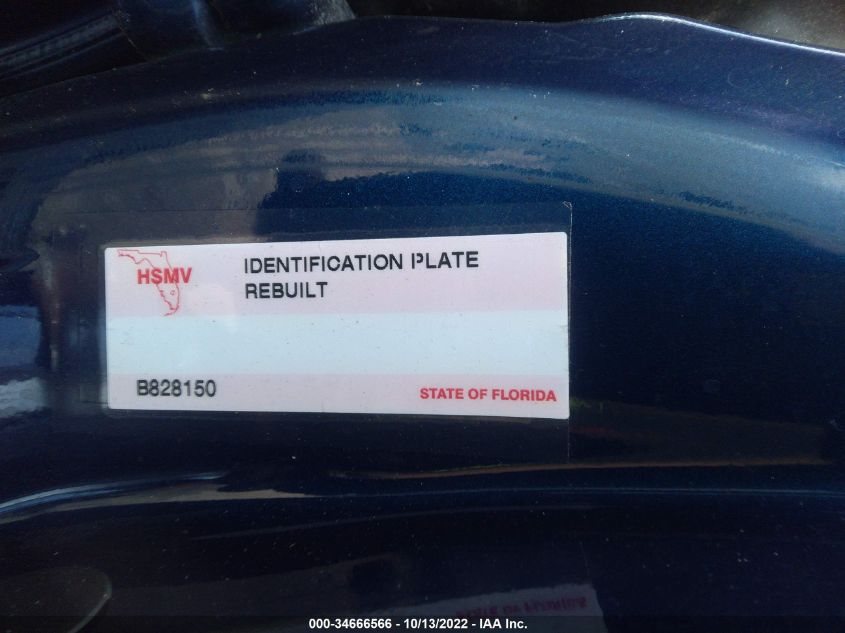 HSMV
IDENTIFICATION PLATE
REBUILT
B828150
STATE OF FLORIDA
000-34666566 - 10/13/2022 - IAA Inc.